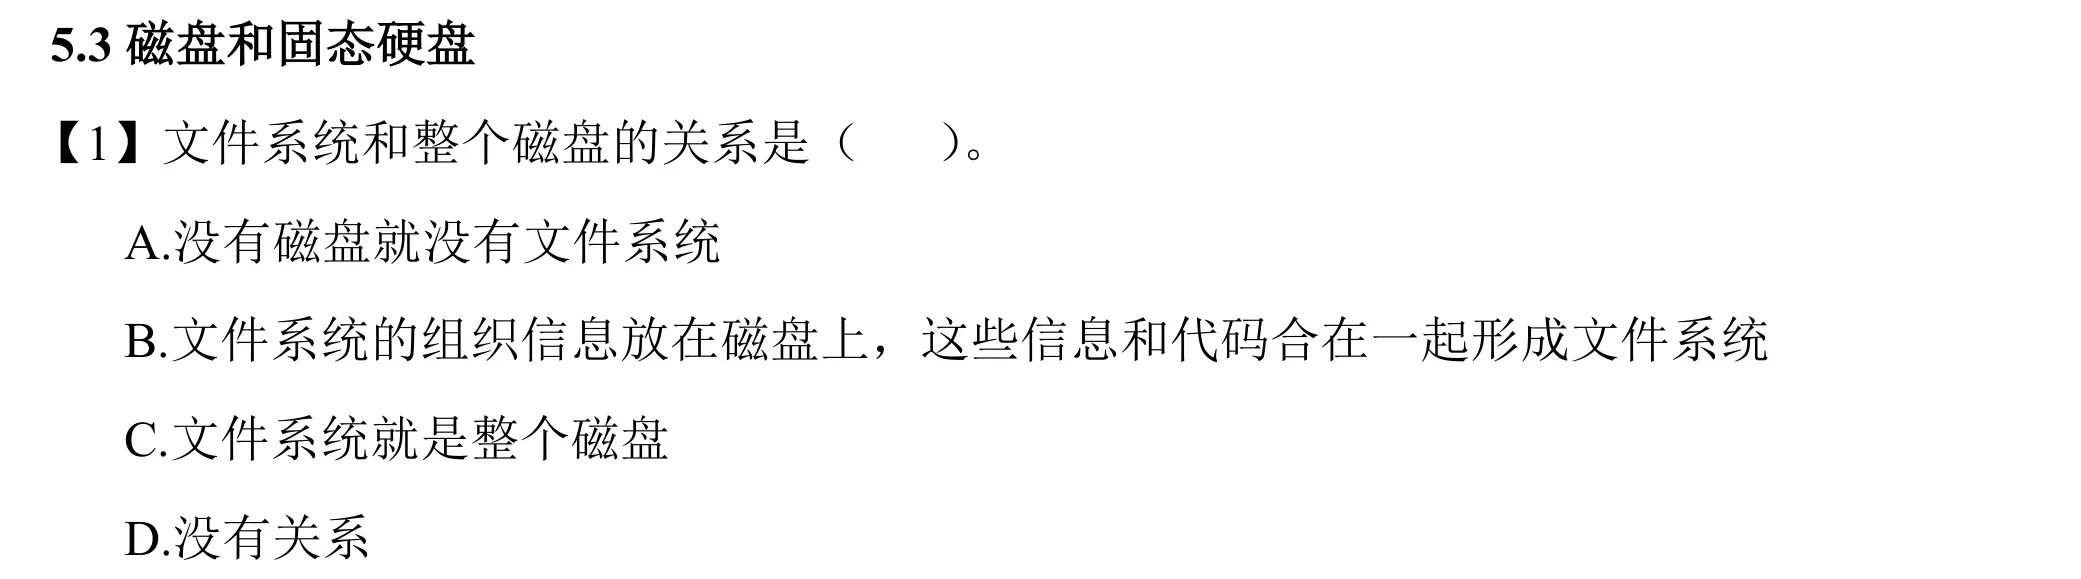 5.3 磁盘和固态硬盘
【1】文件系统和整个磁盘的关系是（　　）。
A.没有磁盘就没有文件系统
B.文件系统的组织信息放在磁盘上，这些信息和代码合在一起形成文件系统
C.文件系统就是整个磁盘
D.没有关系